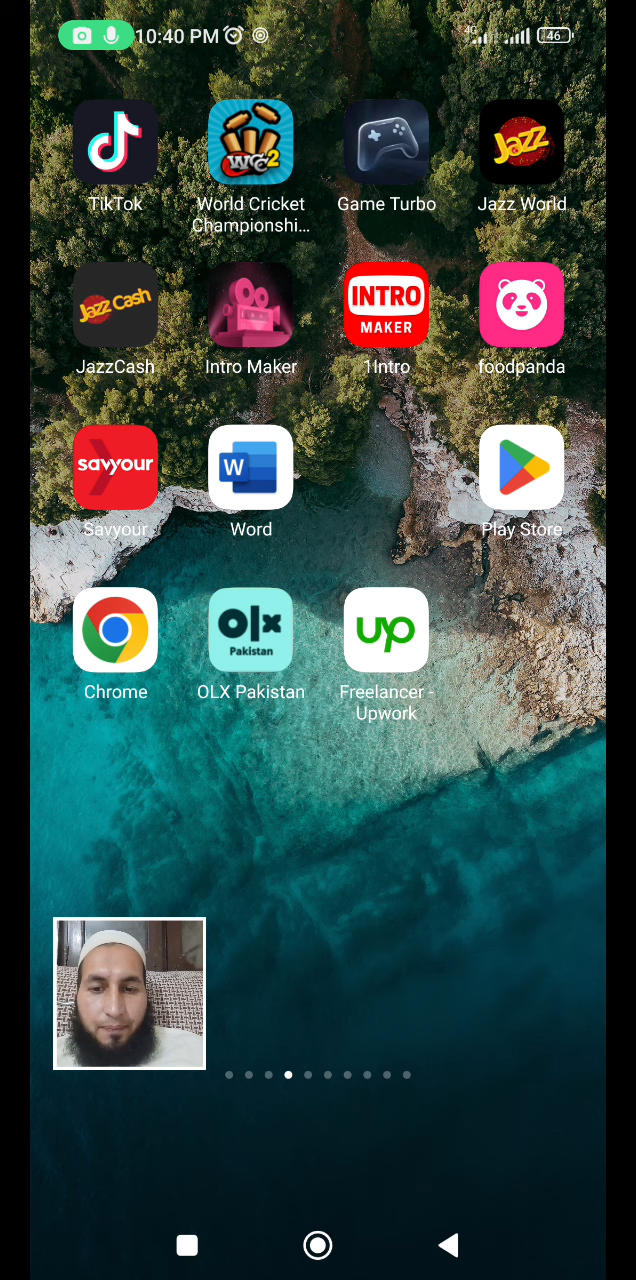 10:40 PM
4G
46
TikTok
WCC2
World Cricket
Championshi...
Game Turbo
Jazz
Jazz World
Jazz Cash
JazzCash
Intro Maker
INTRO
MAKER
1Intro
foodpanda
savyour
Savyour
W
Word
Play Store
Chrome
olx
Pakistan
OLX Pakistan
up
Freelancer -
Upwork